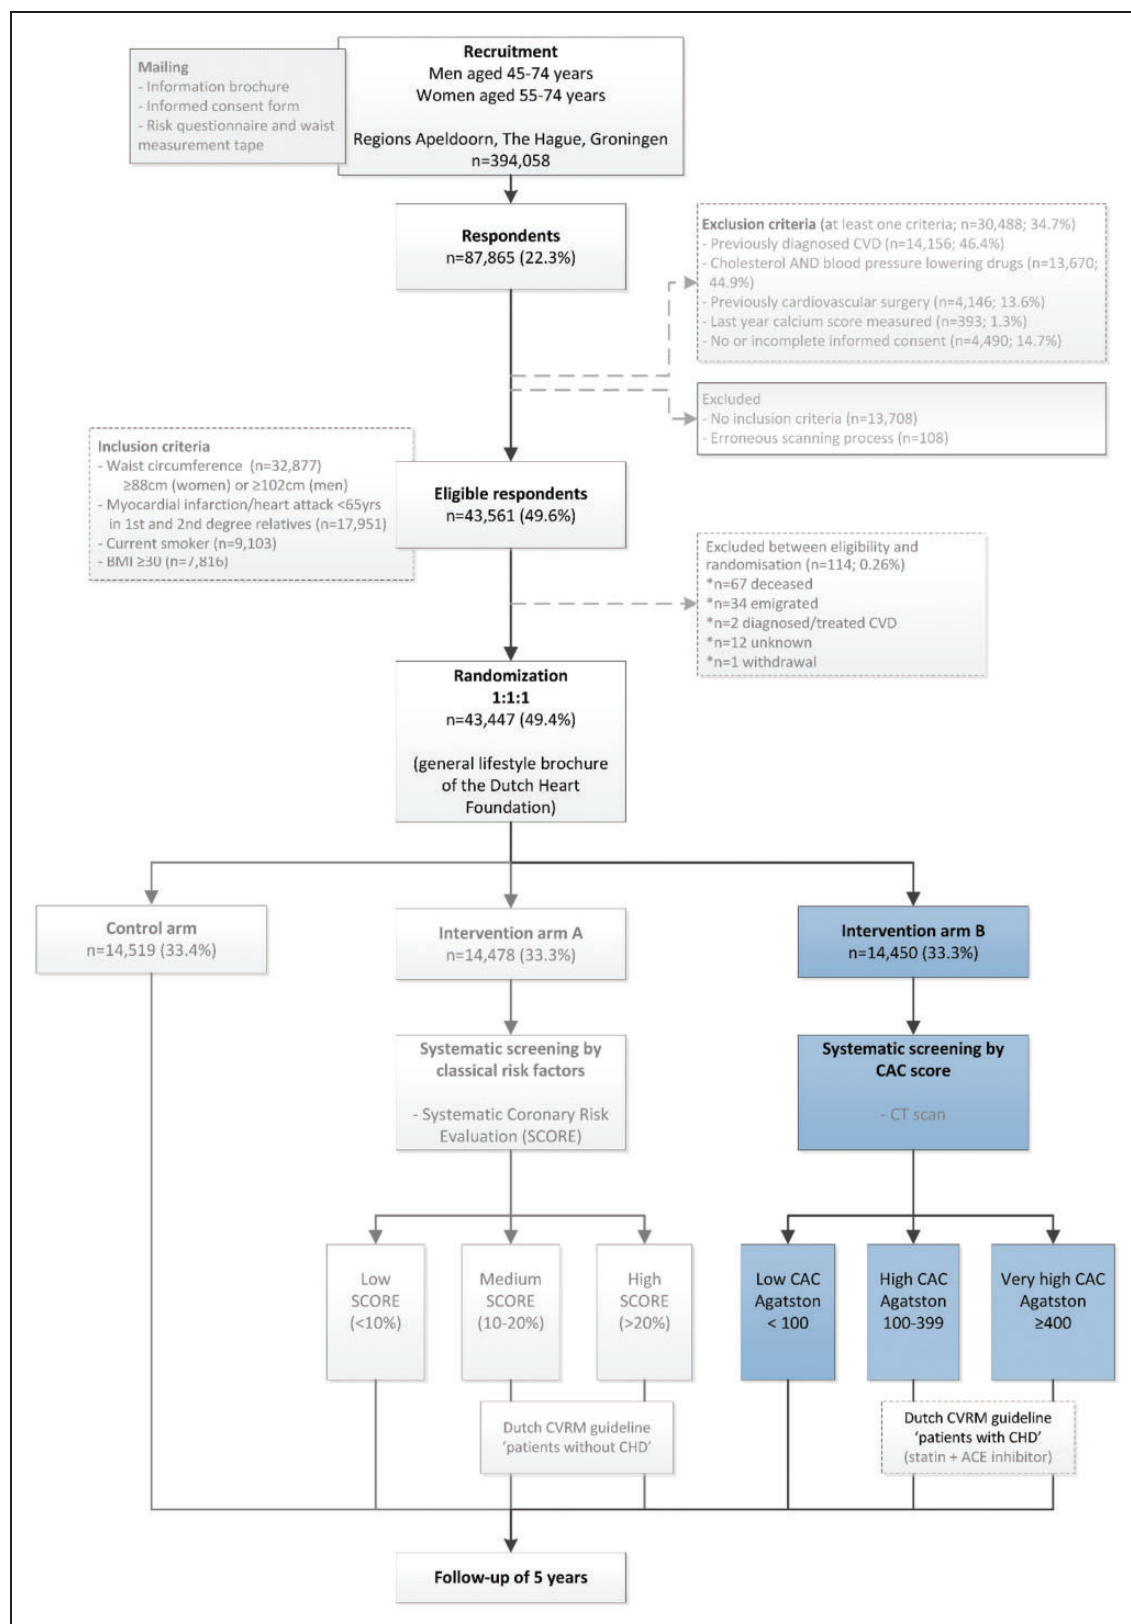 Recruitment
Men aged 45-74 years
Women aged 55-74 years
Regions Apeldoorn, The Hague, Groningen
n=394,058
Mailing
- Information brochure
- Informed consent form
- Risk questionnaire and waist
measurement tape
Respondents
n=87,865 (22.3%)
Exclusion criteria (at least one criteria; n=30,488; 34.7%)
- Previously diagnosed CVD (n=14,156; 46.4%)
- Cholesterol AND blood pressure lowering drugs (n=13,670;
44.9%)
- Previously cardiovascular surgery (n=4,146; 13.6%)
- Last year calcium score measured (n=393; 1.3%)
- No or incomplete informed consent (n=4,490; 14.7%)
Excluded
- No inclusion criteria (n=13,708)
- Erroneous scanning process (n=108)
Inclusion criteria
- Waist circumference (n=32,877)
≥88cm (women) or ≥102cm (men)
- Myocardial infarction/heart attack <65yrs
in 1st and 2nd degree relatives (n=17,951)
- Current smoker (n=9,103)
- BMI ≥30 (n=7,816)
Eligible respondents
n=43,561 (49.6%)
Excluded between eligibility and
randomisation (n=114; 0.26%)
*n=67 deceased
*n=34 emigrated
*n=2 diagnosed/treated CVD
*n=12 unknown
*n=1 withdrawal
Randomization
1:1:1
n=43,447 (49.4%)
(general lifestyle brochure
of the Dutch Heart
Foundation)
Control arm
n=14,519 (33.4%)
Intervention arm A
n=14,478 (33.3%)
Intervention arm B
n=14,450 (33.3%)
Systematic screening by
classical risk factors
- Systematic Coronary Risk
Evaluation (SCORE)
Systematic screening by
CAC score
- CT scan
Low
SCORE
(<10%)
Medium
SCORE
(10-20%)
High
SCORE
(>20%)
Low CAC
Agatston
< 100
High CAC
Agatston
100-399
Very high CAC
Agatston
≥400
Dutch CVRM guideline
'patients without CHD'
Dutch CVRM guideline
'patients with CHD'
(statin + ACE inhibitor)
Follow-up of 5 years